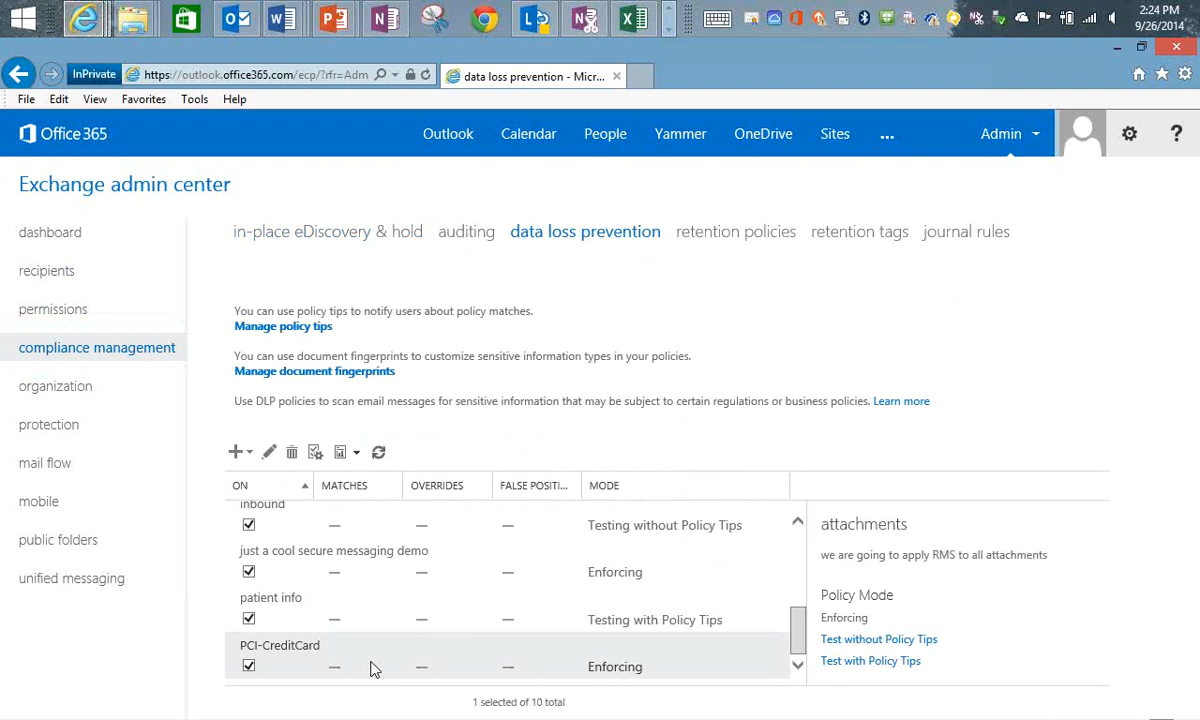 2:24 PM
9/26/2014
InPrivate
https://outlook.office365.com/ecp/?rfr=Adm
data loss prevention - Micr...
File Edit View Favorites Tools Help
Office 365
Outlook Calendar People Yammer OneDrive Sites ... Admin ?
Exchange admin center
dashboard
recipients
permissions
compliance management
organization
protection
mail flow
mobile
public folders
unified messaging
in-place eDiscovery & hold auditing data loss prevention retention policies retention tags journal rules
You can use policy tips to notify users about policy matches.
Manage policy tips
You can use document fingerprints to customize sensitive information types in your policies.
Manage document fingerprints
Use DLP policies to scan email messages for sensitive information that may be subject to certain regulations or business policies. Learn more
ON MATCHES OVERRIDES FALSE POSITI... MODE
inbound
— — — Testing without Policy Tips
just a cool secure messaging demo
— — — Enforcing
patient info
— — — Testing with Policy Tips
PCI-CreditCard
— — — Enforcing
1 selected of 10 total
attachments
we are going to apply RMS to all attachments
Policy Mode
Enforcing
Test without Policy Tips
Test with Policy Tips